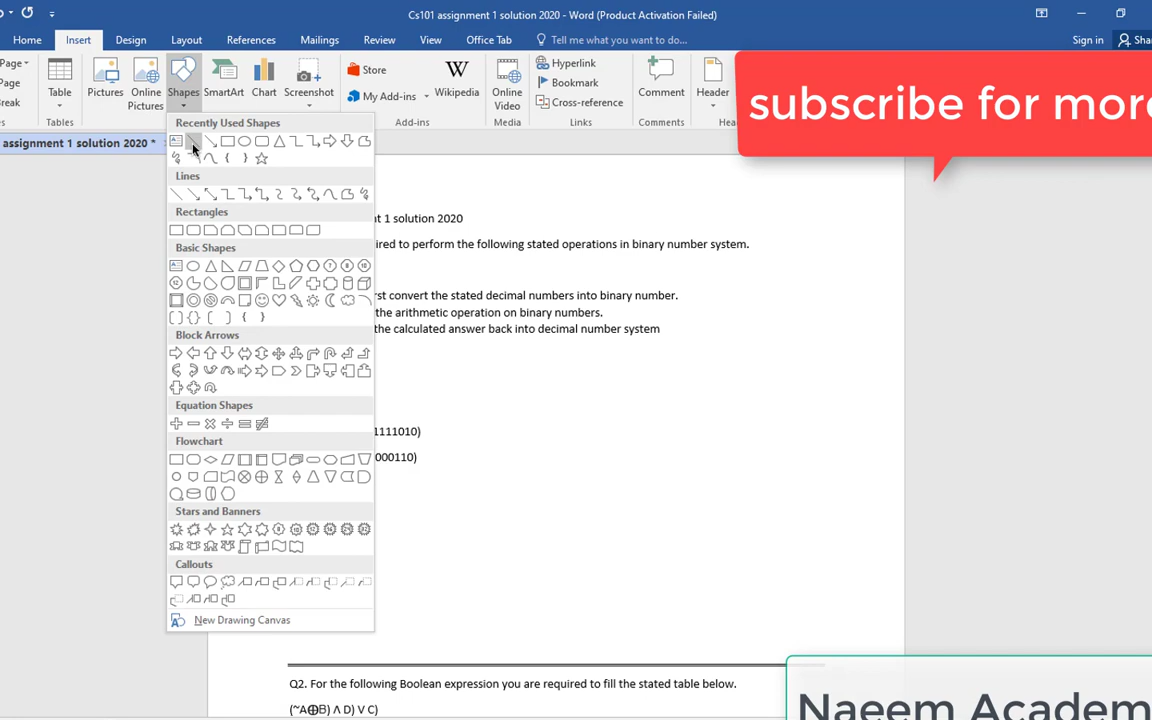 Cs101 assignment 1 solution 2020 - Word (Product Activation Failed)
Home Insert Design Layout References Mailings Review View Office Tab Tell me what you want to do... Sign in Shar
Page
Page
reak
Table
Pictures
Online Pictures
Shapes
SmartArt
Chart
Screenshot
Store
My Add-ins
Wikipedia
Online Video
Hyperlink
Bookmark
Cross-reference
Comment
Header
Tables Add-ins Media Links Comments Hea
subscribe for more
assignment 1 solution 2020 *
Recently Used Shapes
Lines
Rectangles
Basic Shapes
Block Arrows
Equation Shapes
Flowchart
Stars and Banners
Callouts
New Drawing Canvas
nt 1 solution 2020
ired to perform the following stated operations in binary number system.
rst convert the stated decimal numbers into binary number.
the arithmetic operation on binary numbers.
the calculated answer back into decimal number system
1111010)
000110)
Q2. For the following Boolean expression you are required to fill the stated table below.
(~A⊕B) Λ D) V C)
Naeem Academ